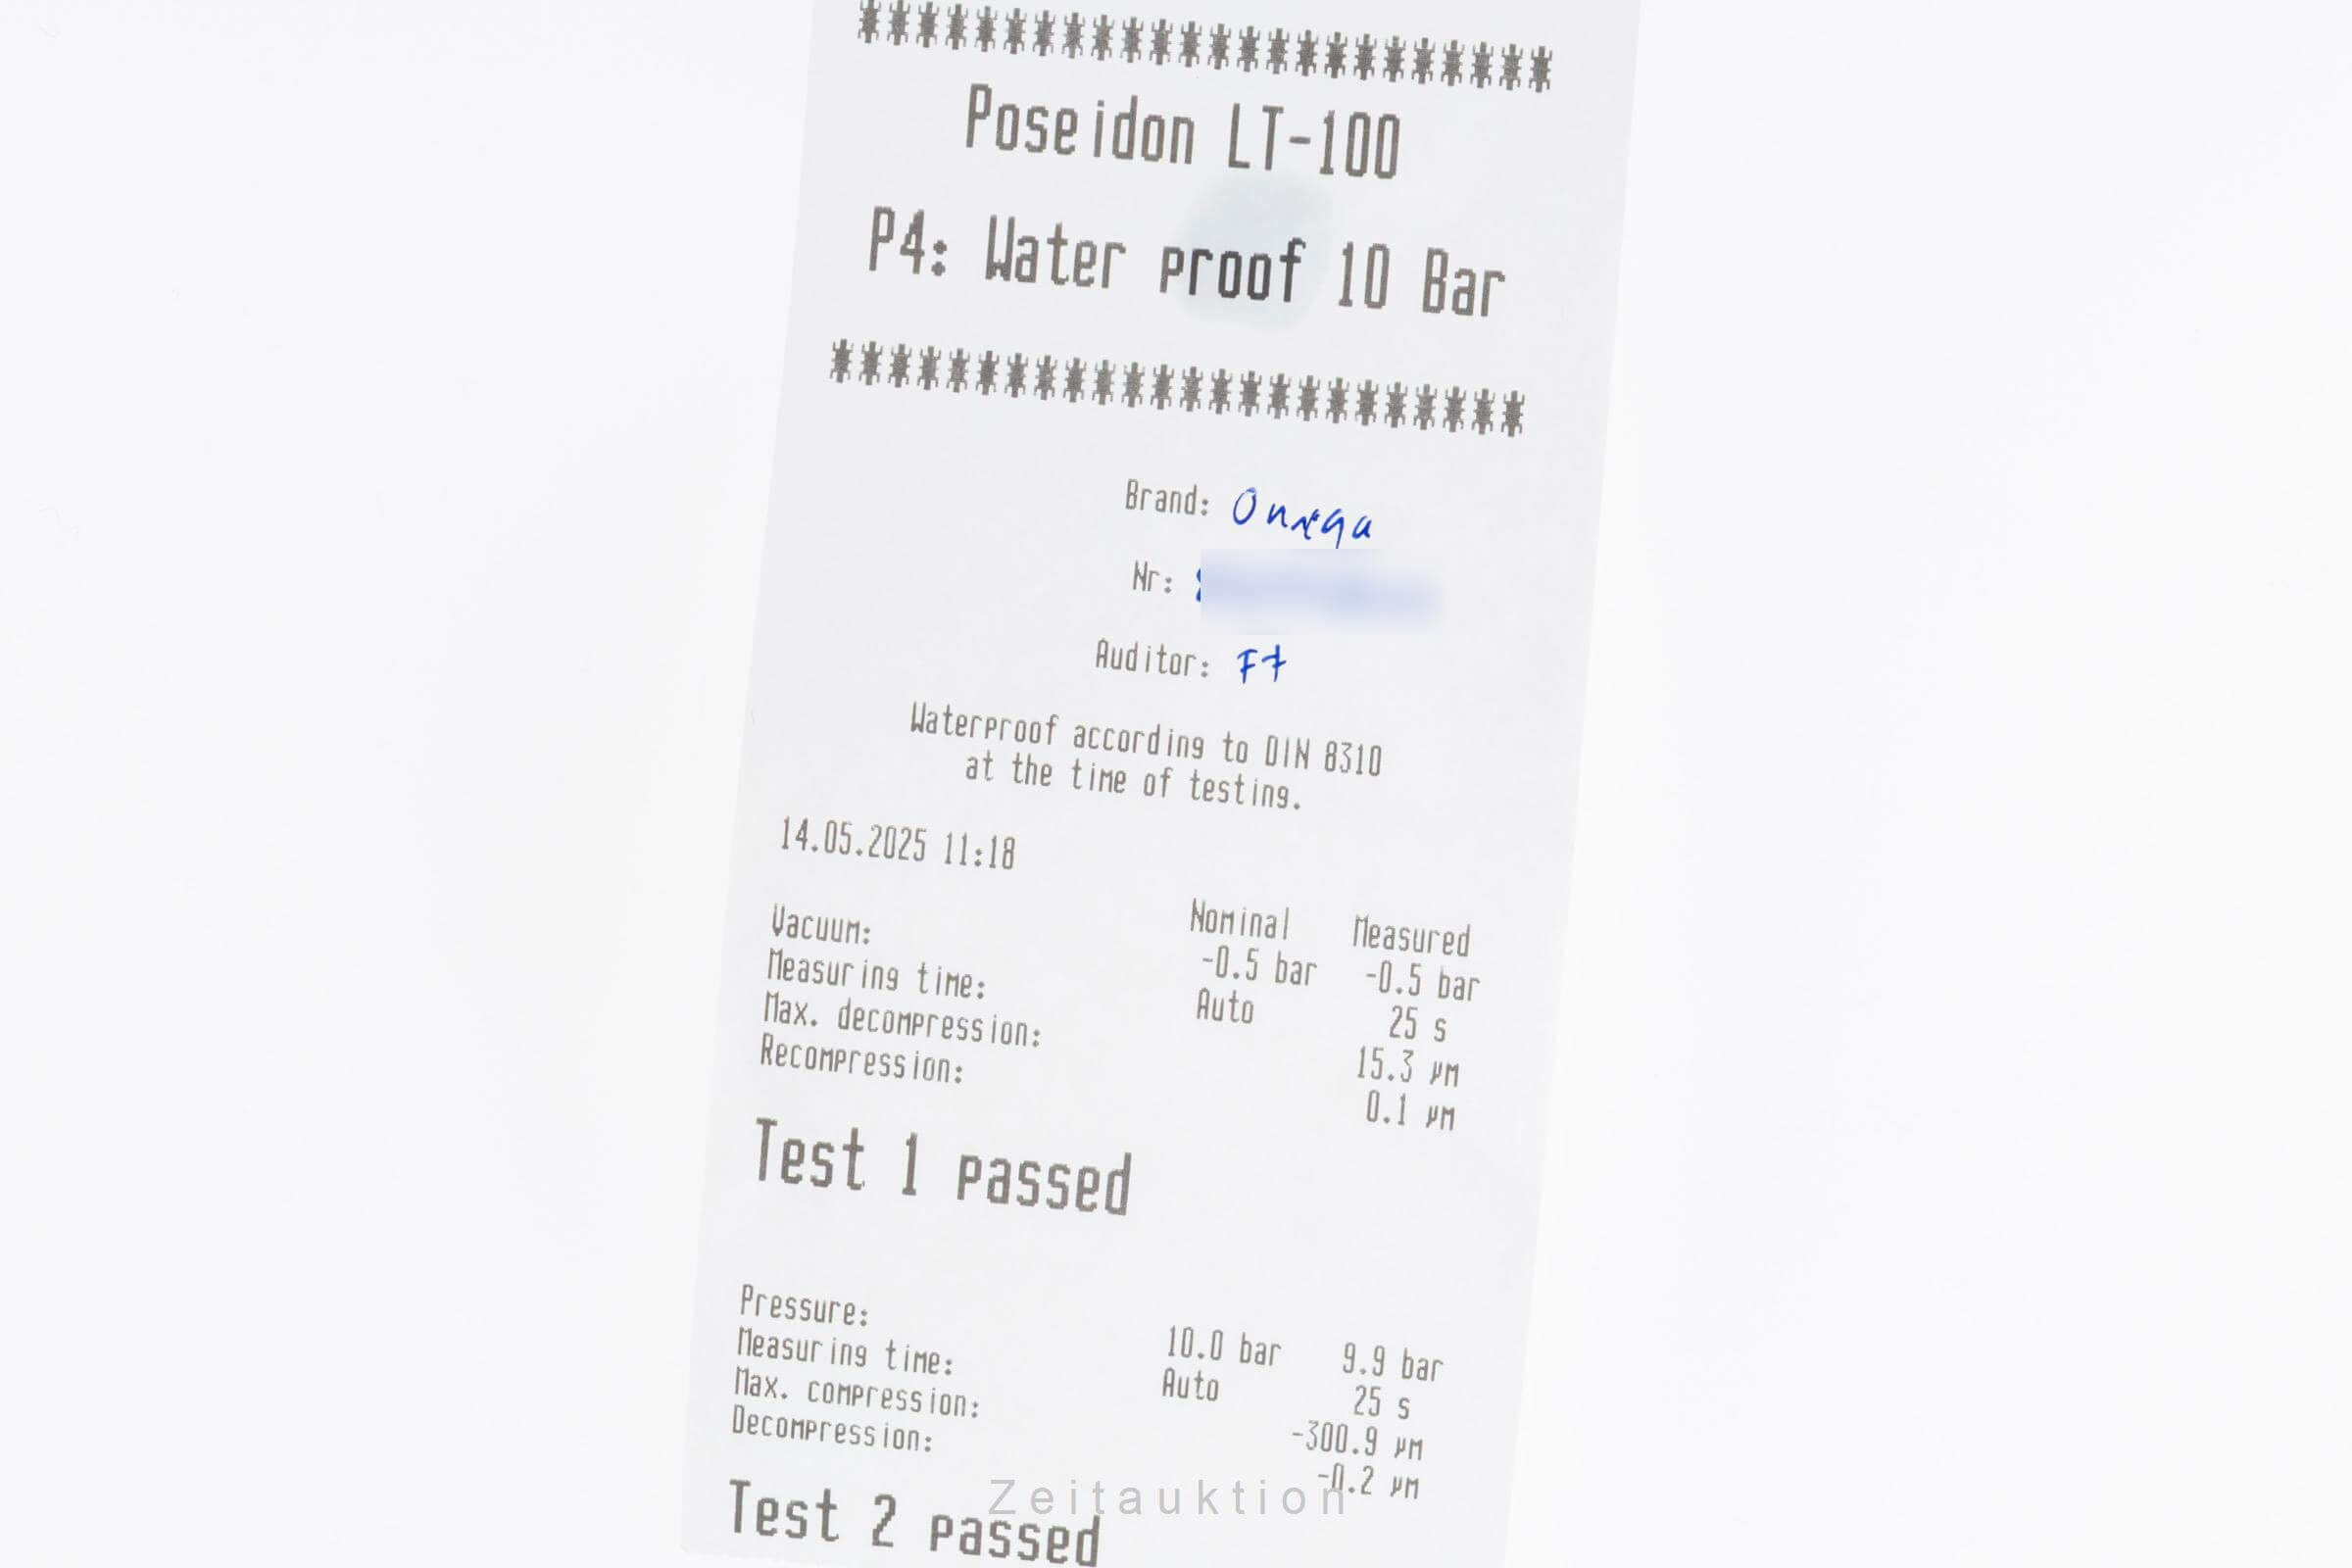 ************************
Poseidon LT-100
P4: Water proof 10 Bar
************************
Brand: Omega
Nr:
Auditor: F7
Waterproof according to DIN 8310
at the time of testing.
14.05.2025 11:18
Nominal Measured
Vacuum: -0.5 bar -0.5 bar
Measuring time: Auto 25 s
Max. decompression: 15.3 µm
Recompression: 0.1 µm
Test 1 passed
Pressure: 10.0 bar 9.9 bar
Measuring time: Auto 25 s
Max. compression: -300.9 µm
Decompression: -0.2 µm
Zeitauktion
Test 2 passed